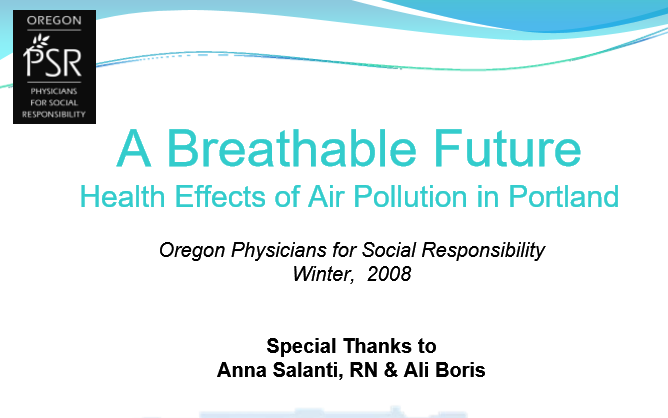 OREGON
PSR
PHYSICIANS
FOR SOCIAL
RESPONSIBILITY
A Breathable Future
Health Effects of Air Pollution in Portland
Oregon Physicians for Social Responsibility
Winter,  2008
Special Thanks to
Anna Salanti, RN & Ali Boris